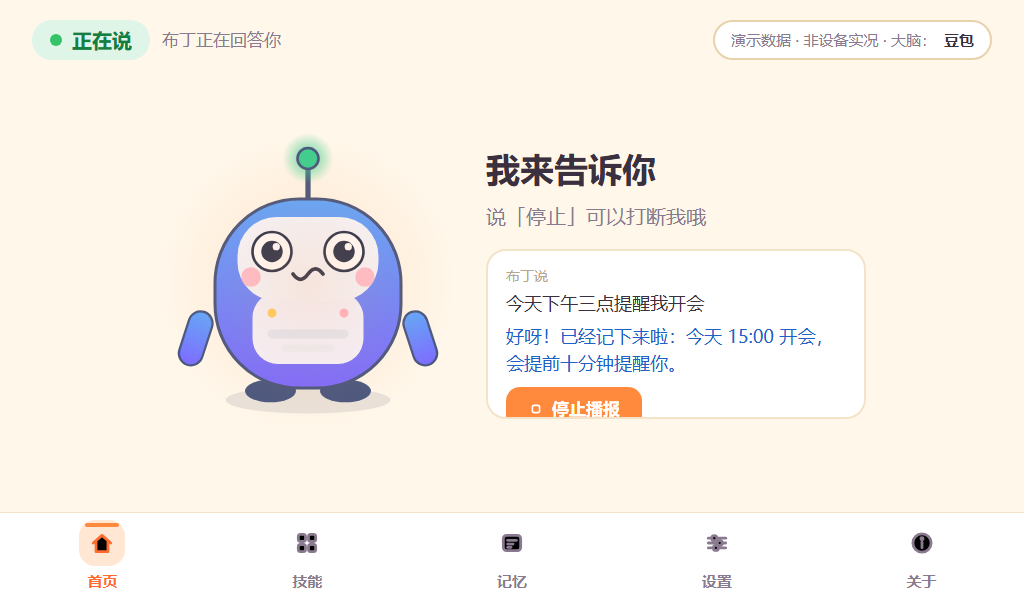 正在说
布丁正在回答你
演示数据 · 非设备实况 · 大脑： 豆包
我来告诉你
说「停止」可以打断我哦
布丁说
今天下午三点提醒我开会
好呀！已经记下来啦：今天 15:00 开会，
会提前十分钟提醒你。
停止播报
首页
技能
记忆
设置
关于